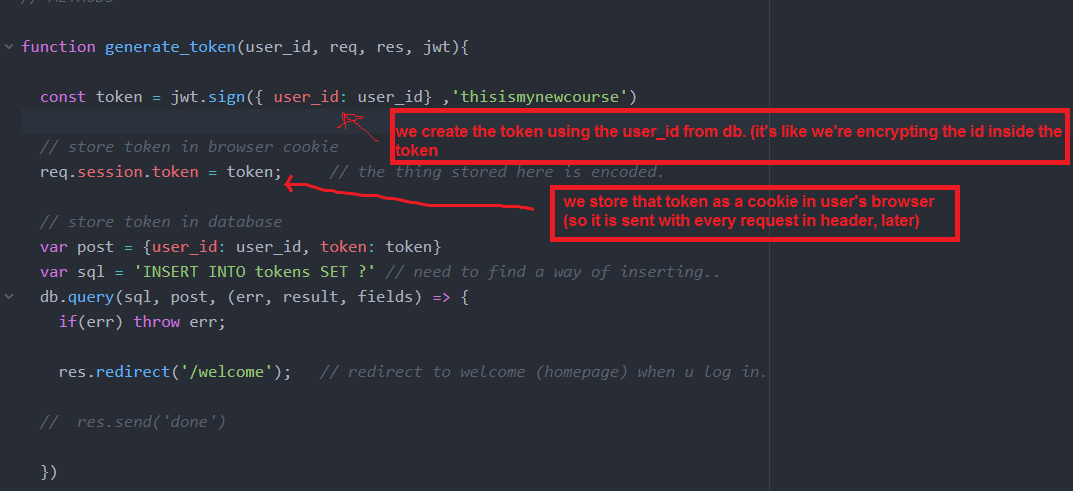 function generate_token(user_id, req, res, jwt){
const token = jwt.sign({ user_id: user_id} ,'thisismynewcourse')
we create the token using the user_id from db. (it's like we're encrypting the id inside the
token
// store token in browser cookie
req.session.token = token; // the thing stored here is encoded.
we store that token as a cookie in user's browser
(so it is sent with every request in header, later)
// store token in database
var post = {user_id: user_id, token: token}
var sql = 'INSERT INTO tokens SET ?' // need to find a way of inserting..
db.query(sql, post, (err, result, fields) => {
if(err) throw err;
res.redirect('/welcome'); // redirect to welcome (homepage) when u log in.
// res.send('done')
})